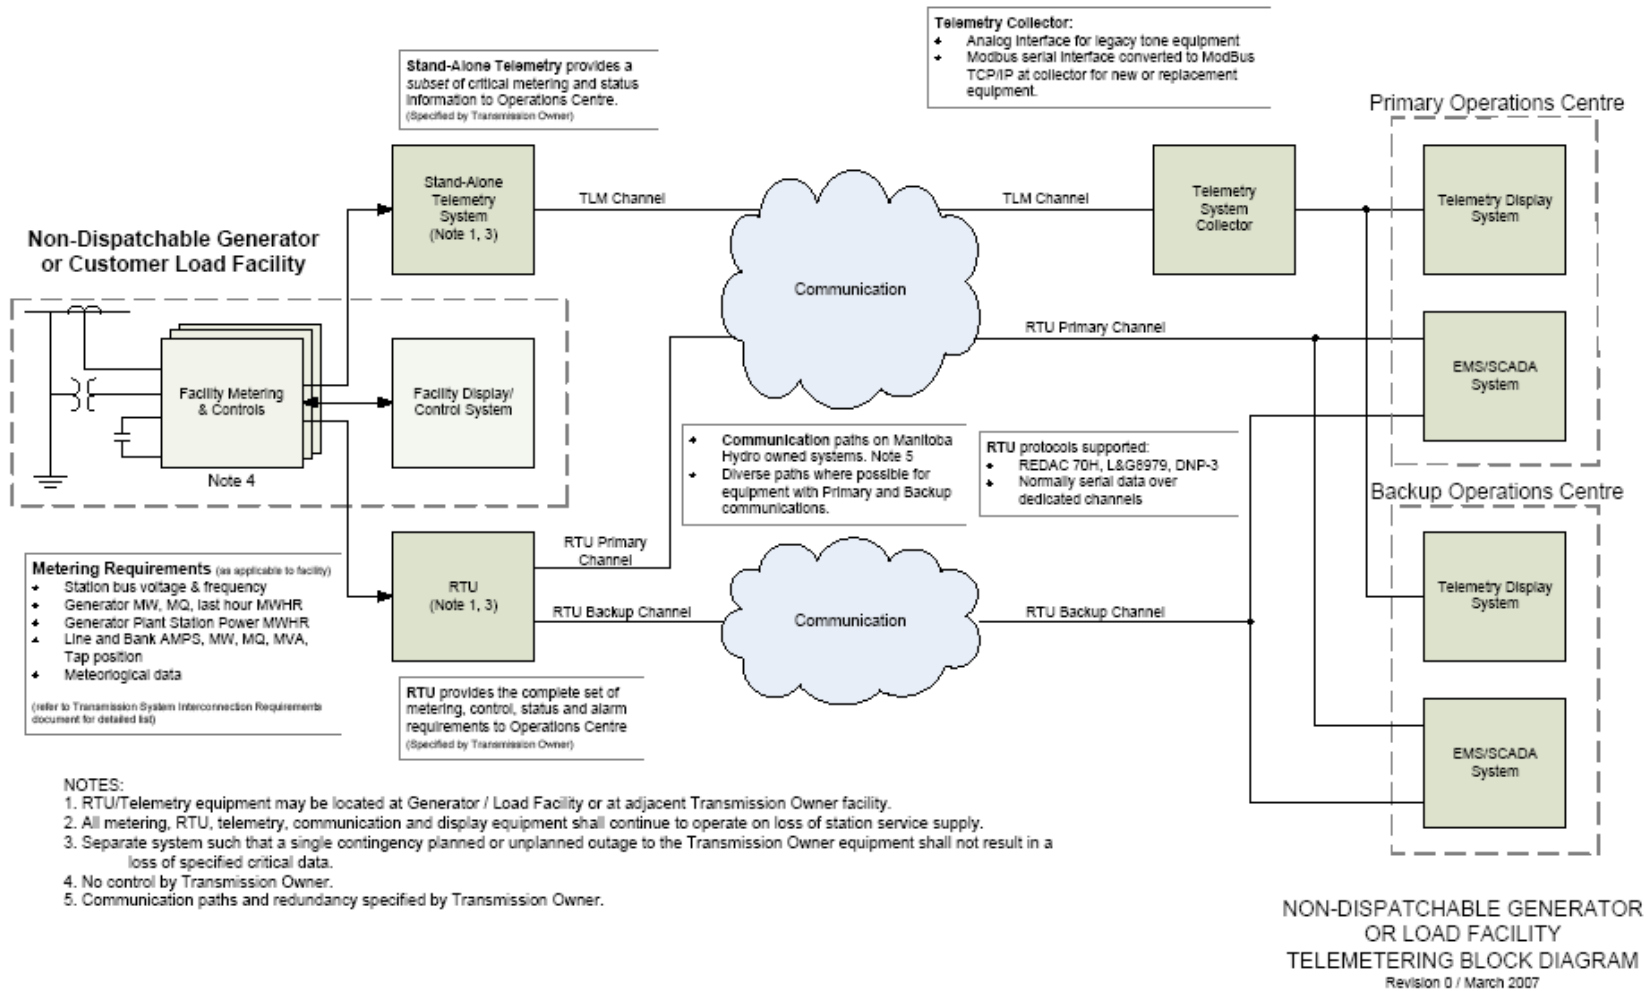 Telemetry Collector:
Analog Interface for legacy tone equipment
Modbus serial Interface converted to ModBus
TCP/IP at collector for new or replacement
equipment.
Stand-Alone Telemetry provides a
subset of critical metering and status
Information to Operations Centre.
(Specified by Transmission Owner)
Primary Operations Centre
Stand-Alone
Telemetry
System
(Note 1, 3)
TLM Channel
TLM Channel
Telemetry
System
Collector
Telemetry Display
System
Non-Dispatchable Generator
or Customer Load Facility
Communication
RTU Primary Channel
EMS/SCADA
System
Facility Metering
& Controls
Facility Display/
Control System
Note 4
Communication paths on Manitoba
Hydro owned systems. Note 5
Diverse paths where possible for
equipment with Primary and Backup
communications.
RTU protocols supported:
REDAC 70H, L&G8979, DNP-3
Normally serial data over
dedicated channels
Backup Operations Centre
RTU Primary
Channel
RTU
(Note 1, 3)
RTU Backup Channel
Communication
RTU Backup Channel
Telemetry Display
System
Metering Requirements (as applicable to facility)
Station bus voltage & frequency
Generator MW, MQ, last hour MWHR
Generator Plant Station Power MWHR
Line and Bank AMPS, MW, MQ, MVA,
Tap position
Meteorlogical data
(refer to Transmission System Interconnection Requirements
document for detailed list)
RTU provides the complete set of
metering, control, status and alarm
requirements to Operations Centre
(Specified by Transmission Owner)
EMS/SCADA
System
NOTES:
1. RTU/Telemetry equipment may be located at Generator / Load Facility or at adjacent Transmission Owner facility.
2. All metering, RTU, telemetry, communication and display equipment shall continue to operate on loss of station service supply.
3. Separate system such that a single contingency planned or unplanned outage to the Transmission Owner equipment shall not result in a
loss of specified critical data.
4. No control by Transmission Owner.
5. Communication paths and redundancy specified by Transmission Owner.
NON-DISPATCHABLE GENERATOR
OR LOAD FACILITY
TELEMETERING BLOCK DIAGRAM
Revision 0 / March 2007